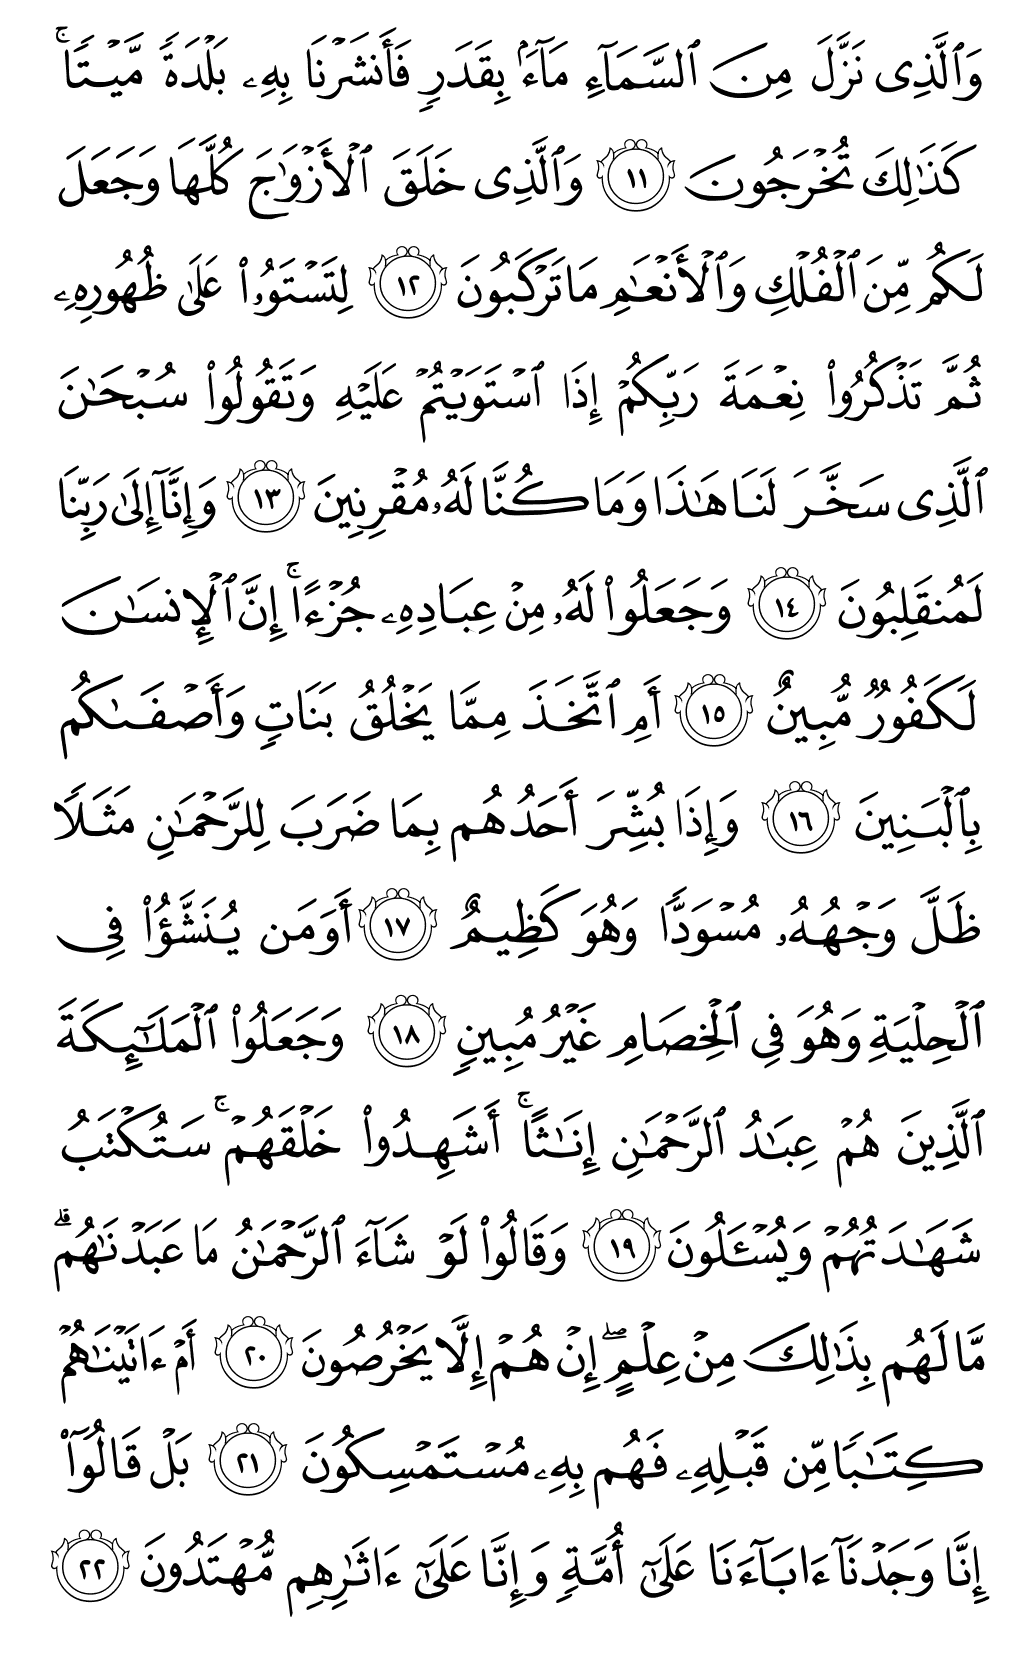 وَٱلَّذِى نَزَّلَ مِنَ ٱلسَّمَآءِ مَآءًۢ بِقَدَرٍ فَأَنشَرْنَا بِهِۦ بَلْدَةً مَّيْتًا ۚ
كَذَٰلِكَ تُخْرَجُونَ ١١ وَٱلَّذِى خَلَقَ ٱلْأَزْوَٰجَ كُلَّهَا وَجَعَلَ
لَكُم مِّنَ ٱلْفُلْكِ وَٱلْأَنْعَٰمِ مَا تَرْكَبُونَ ١٢ لِتَسْتَوُۥا۟ عَلَىٰ ظُهُورِهِۦ
ثُمَّ تَذْكُرُوا۟ نِعْمَةَ رَبِّكُمْ إِذَا ٱسْتَوَيْتُمْ عَلَيْهِ وَتَقُولُوا۟ سُبْحَٰنَ
ٱلَّذِى سَخَّرَ لَنَا هَٰذَا وَمَا كُنَّا لَهُۥ مُقْرِنِينَ ١٣ وَإِنَّآ إِلَىٰ رَبِّنَا
لَمُنقَلِبُونَ ١٤ وَجَعَلُوا۟ لَهُۥ مِنْ عِبَادِهِۦ جُزْءًا ۚ إِنَّ ٱلْإِنسَٰنَ
لَكَفُورٌ مُّبِينٌ ١٥ أَمِ ٱتَّخَذَ مِمَّا يَخْلُقُ بَنَاتٍ وَأَصْفَىٰكُم
بِٱلْبَنِينَ ١٦ وَإِذَا بُشِّرَ أَحَدُهُم بِمَا ضَرَبَ لِلرَّحْمَٰنِ مَثَلًا
ظَلَّ وَجْهُهُۥ مُسْوَدًّا وَهُوَ كَظِيمٌ ١٧ أَوَمَن يُنَشَّؤُا۟ فِى
ٱلْحِلْيَةِ وَهُوَ فِى ٱلْخِصَامِ غَيْرُ مُبِينٍ ١٨ وَجَعَلُوا۟ ٱلْمَلَٰٓئِكَةَ
ٱلَّذِينَ هُمْ عِبَٰدُ ٱلرَّحْمَٰنِ إِنَٰثًا ۚ أَشَهِدُوا۟ خَلْقَهُمْ ۚ سَتُكْتَبُ
شَهَٰدَتُهُمْ وَيُسْـَٔلُونَ ١٩ وَقَالُوا۟ لَوْ شَآءَ ٱلرَّحْمَٰنُ مَا عَبَدْنَٰهُم ۗ
مَّا لَهُم بِذَٰلِكَ مِنْ عِلْمٍ ۖ إِنْ هُمْ إِلَّا يَخْرُصُونَ ٢٠ أَمْ ءَاتَيْنَٰهُمْ
كِتَٰبًا مِّن قَبْلِهِۦ فَهُم بِهِۦ مُسْتَمْسِكُونَ ٢١ بَلْ قَالُوٓا۟
إِنَّا وَجَدْنَآ ءَابَآءَنَا عَلَىٰٓ أُمَّةٍ وَإِنَّا عَلَىٰٓ ءَاثَٰرِهِم مُّهْتَدُونَ ٢٢